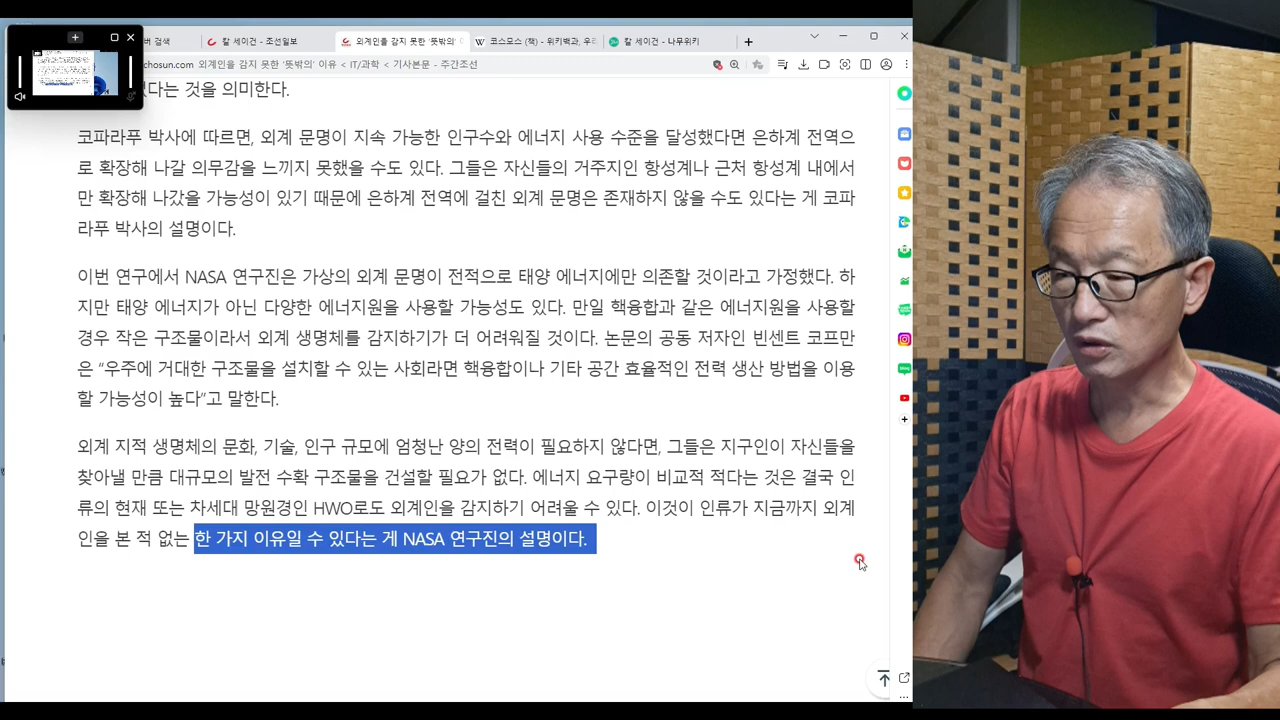 버 검색
칼 세이건 - 조선일보
외계인을 감지 못한 '뜻밖의' 이
코스모스 (책) - 위키백과, 우리
칼 세이건 - 나무위키
chosun.com 외계인을 감지 못한 '뜻밖의' 이유 < IT/과학 < 기사본문 - 주간조선
있다는 것을 의미한다.
코파라푸 박사에 따르면, 외계 문명이 지속 가능한 인구수와 에너지 사용 수준을 달성했다면 은하계 전역으
로 확장해 나갈 의무감을 느끼지 못했을 수도 있다. 그들은 자신들의 거주지인 항성계나 근처 항성계 내에서
만 확장해 나갔을 가능성이 있기 때문에 은하계 전역에 걸친 외계 문명은 존재하지 않을 수도 있다는 게 코파
라푸 박사의 설명이다.
이번 연구에서 NASA 연구진은 가상의 외계 문명이 전적으로 태양 에너지에만 의존할 것이라고 가정했다. 하
지만 태양 에너지가 아닌 다양한 에너지원을 사용할 가능성도 있다. 만일 핵융합과 같은 에너지원을 사용할
경우 작은 구조물이라서 외계 생명체를 감지하기가 더 어려워질 것이다. 논문의 공동 저자인 빈센트 코프만
은 “우주에 거대한 구조물을 설치할 수 있는 사회라면 핵융합이나 기타 공간 효율적인 전력 생산 방법을 이용
할 가능성이 높다”고 말한다.
외계 지적 생명체의 문화, 기술, 인구 규모에 엄청난 양의 전력이 필요하지 않다면, 그들은 지구인이 자신들을
찾아낼 만큼 대규모의 발전 수확 구조물을 건설할 필요가 없다. 에너지 요구량이 비교적 적다는 것은 결국 인
류의 현재 또는 차세대 망원경인 HWO로도 외계인을 감지하기 어려울 수 있다. 이것이 인류가 지금까지 외계
인을 본 적 없는 한 가지 이유일 수 있다는 게 NASA 연구진의 설명이다.